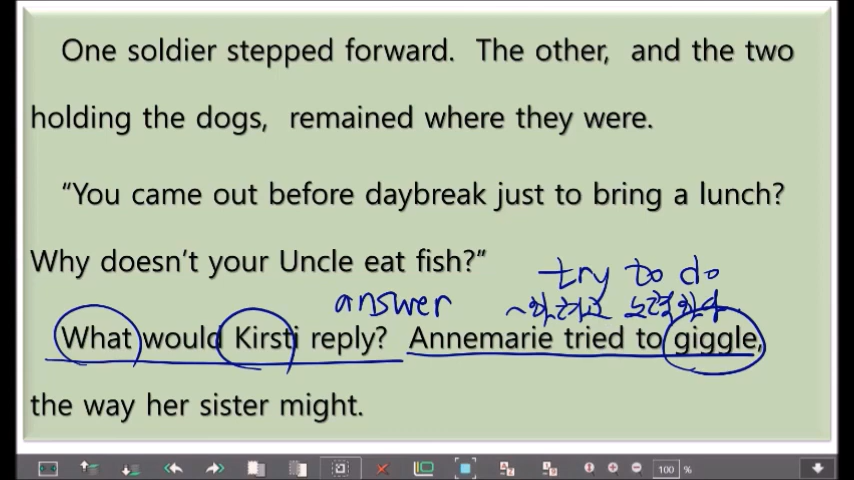 One soldier stepped forward. The other, and the two
holding the dogs, remained where they were.
"You came out before daybreak just to bring a lunch?
Why doesn't your Uncle eat fish?"
try to do
answer
~하려고 노력하다
What would Kirsti reply? Annemarie tried to giggle,
the way her sister might.
100 %